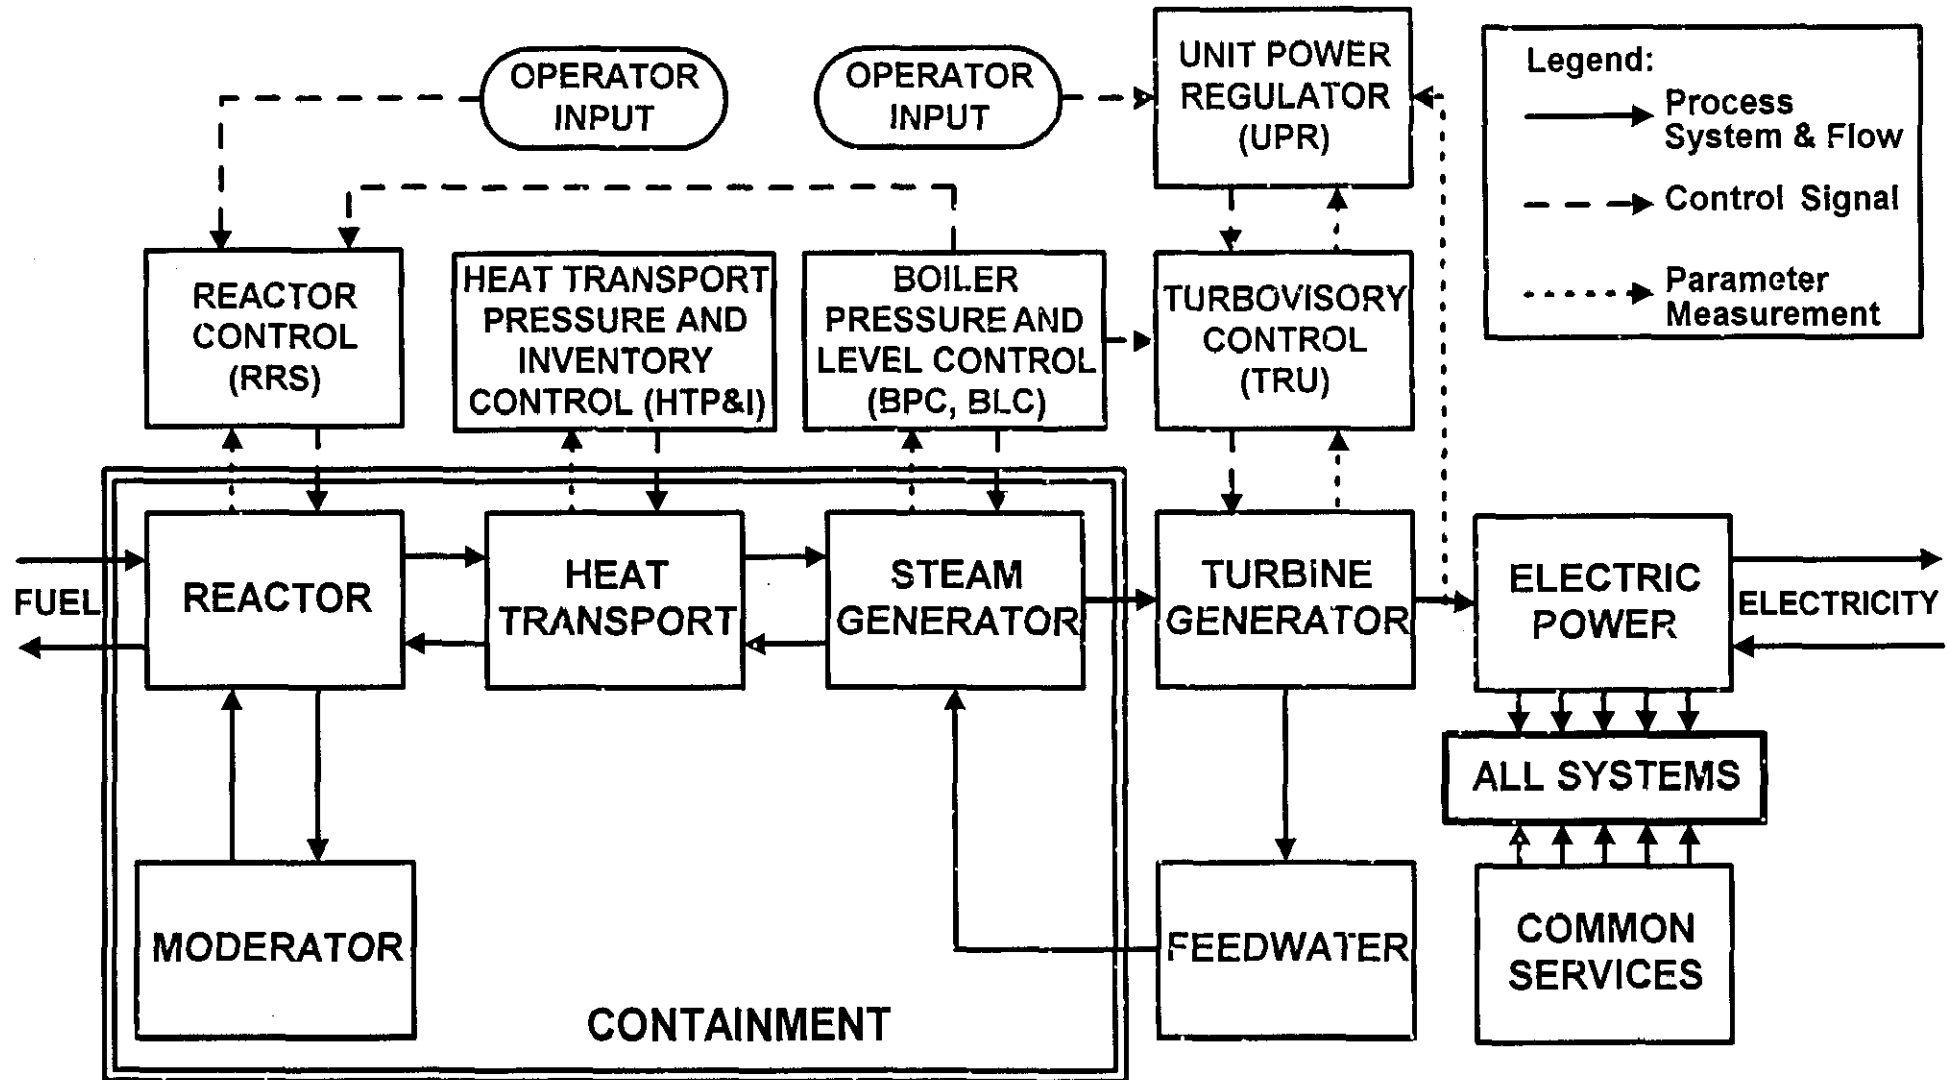 OPERATOR
INPUT
OPERATOR
INPUT
UNIT POWER
REGULATOR
(UPR)
Legend:
Process
System & Flow
Control Signal
Parameter
Measurement
REACTOR
CONTROL
(RRS)
HEAT TRANSPORT
PRESSURE AND
INVENTORY
CONTROL (HTP&I)
BOILER
PRESSURE AND
LEVEL CONTROL
(BPC, BLC)
TURBOVISORY
CONTROL
(TRU)
FUEL
REACTOR
HEAT
TRANSPORT
STEAM
GENERATOR
TURBINE
GENERATOR
ELECTRIC
POWER
ELECTRICITY
ALL SYSTEMS
MODERATOR
FEEDWATER
COMMON
SERVICES
CONTAINMENT